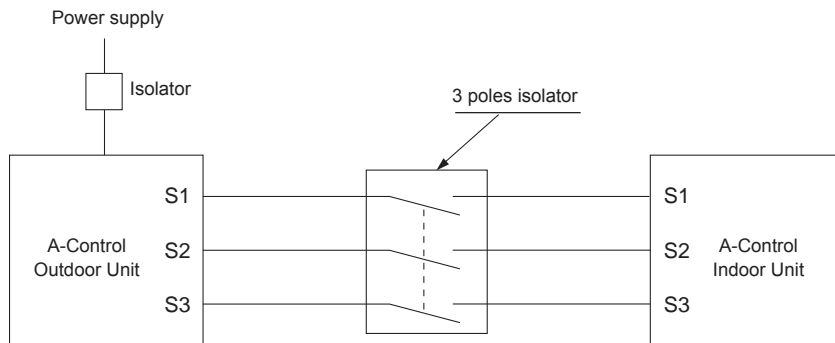 Power supply
Isolator
3 poles isolator
S1
S1
A-Control
Outdoor Unit
S2
S2
A-Control
Indoor Unit
S3
S3